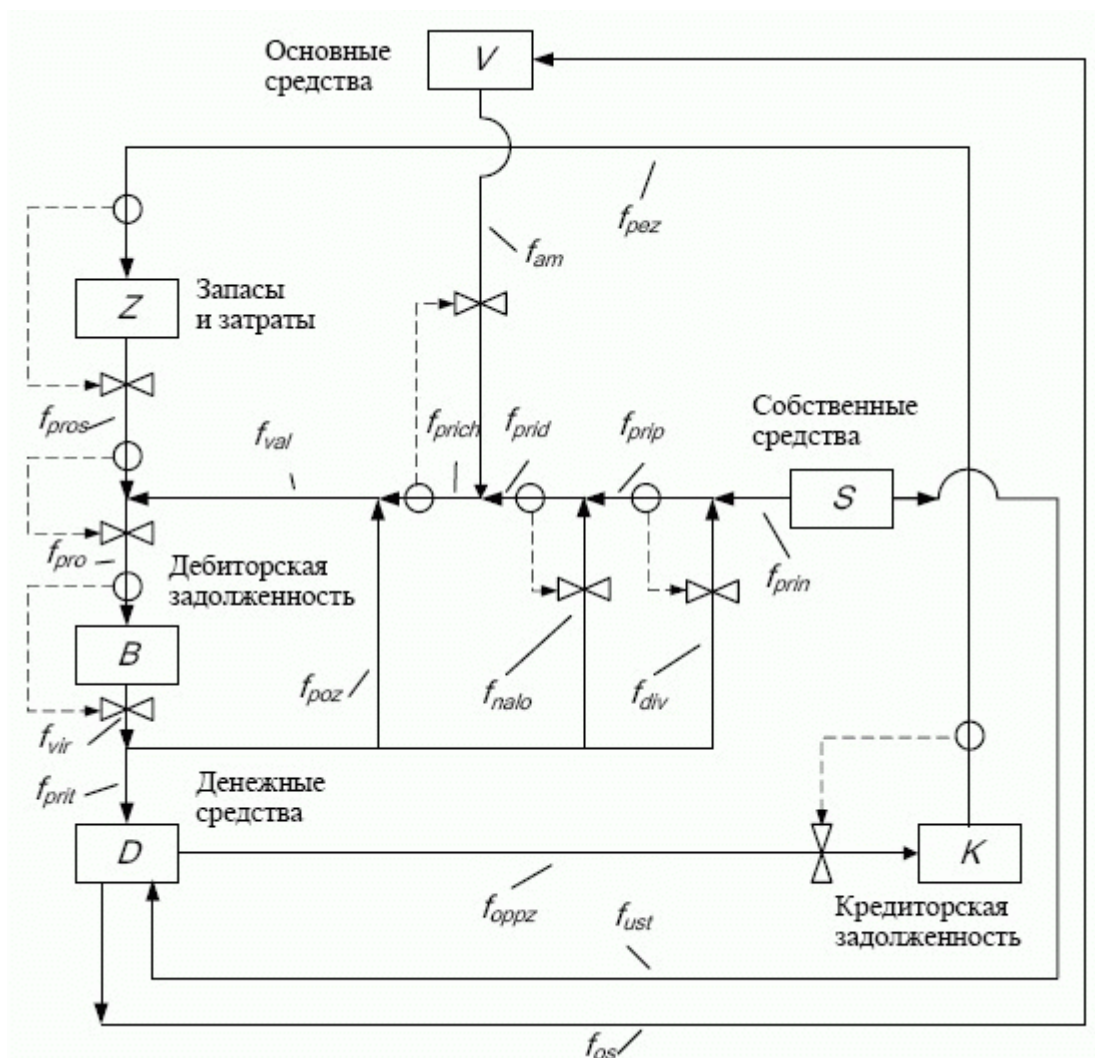 Основные
средства
V
f_pez
f_am
Z
Запасы
и затраты
f_pros
f_val
f_prich
f_prid
f_prip
Собственные
средства
S
f_pro
Дебиторская
задолженность
f_prin
B
f_poz
f_nalo
f_div
f_vir
f_prit
Денежные
средства
D
K
f_oppz
f_ust
Кредиторская
задолженность
f_os